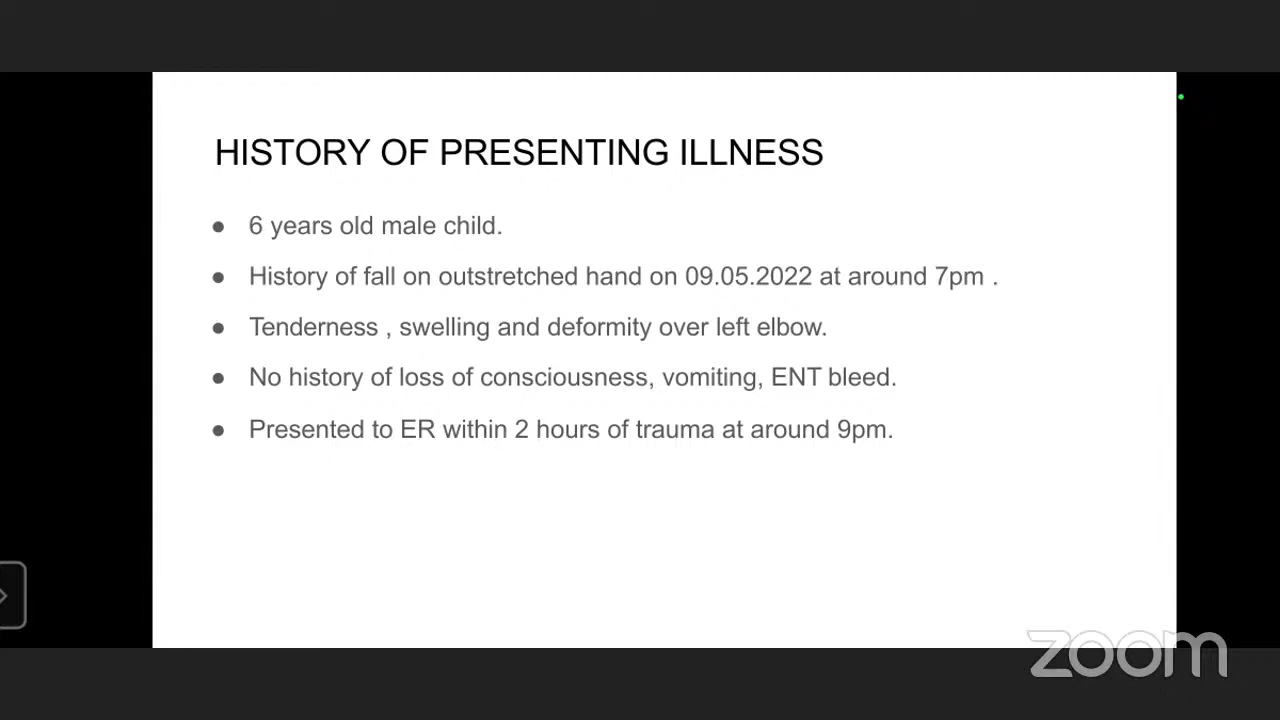 HISTORY OF PRESENTING ILLNESS
● 6 years old male child.
● History of fall on outstretched hand on 09.05.2022 at around 7pm .
● Tenderness , swelling and deformity over left elbow.
● No history of loss of consciousness, vomiting, ENT bleed.
● Presented to ER within 2 hours of trauma at around 9pm.
zoom